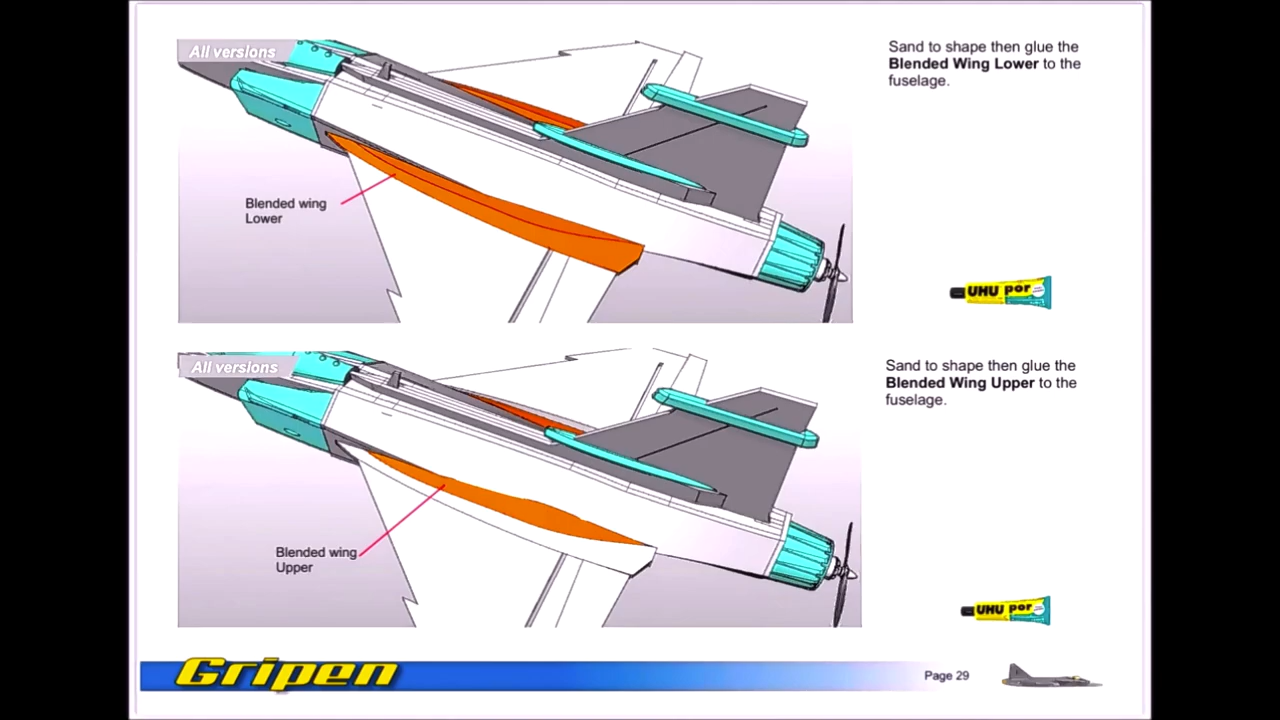 All versions
Sand to shape then glue the
Blended Wing Lower to the
fuselage.
Blended wing
Lower
UHU por
All versions
Sand to shape then glue the
Blended Wing Upper to the
fuselage.
Blended wing
Upper
UHU por
Gripen
Page 29